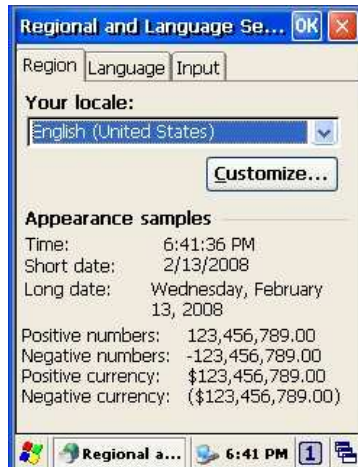 Regional and Language Se... OK
Region Language Input
Your locale:
English (United States)
Customize...
Appearance samples
Time: 6:41:36 PM
Short date: 2/13/2008
Long date: Wednesday, February
13, 2008
Positive numbers: 123,456,789.00
Negative numbers: -123,456,789.00
Positive currency: $123,456,789.00
Negative currency: ($123,456,789.00)
Regional a... 6:41 PM 1